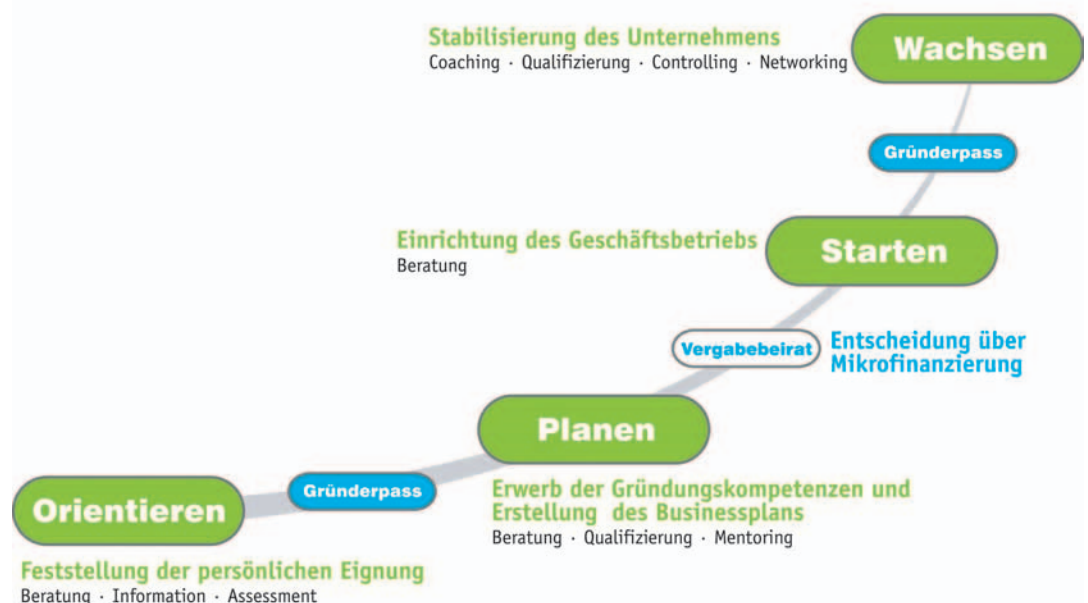 Stabilisierung des Unternehmens
Coaching · Qualifizierung · Controlling · Networking
Wachsen
Gründerpass
Einrichtung des Geschäftsbetriebs
Beratung
Starten
Vergabebeirat
Entscheidung über
Mikrofinanzierung
Planen
Erwerb der Gründungskompetenzen und
Erstellung des Businessplans
Beratung · Qualifizierung · Mentoring
Gründerpass
Orientieren
Feststellung der persönlichen Eignung
Beratung · Information · Assessment